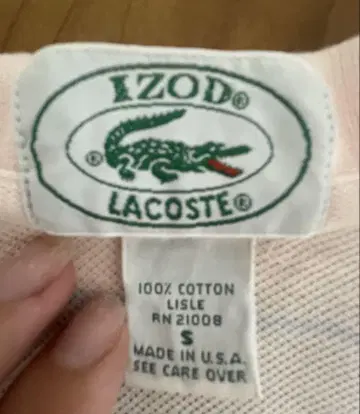 IZOD®
®
LACOSTE®
100% COTTON
LISLE
RN 21008
S
MADE IN U.S.A.
SEE CARE OVER